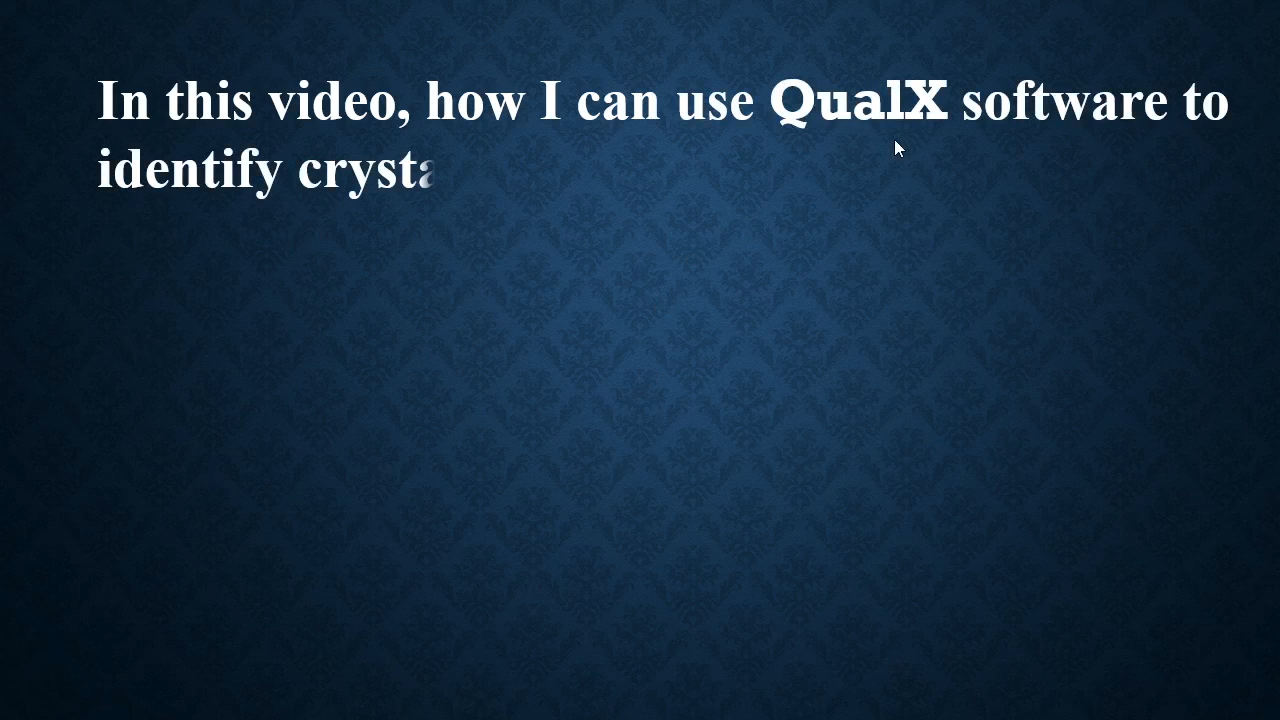 In this video, how I can use QualX software to
identify crysta